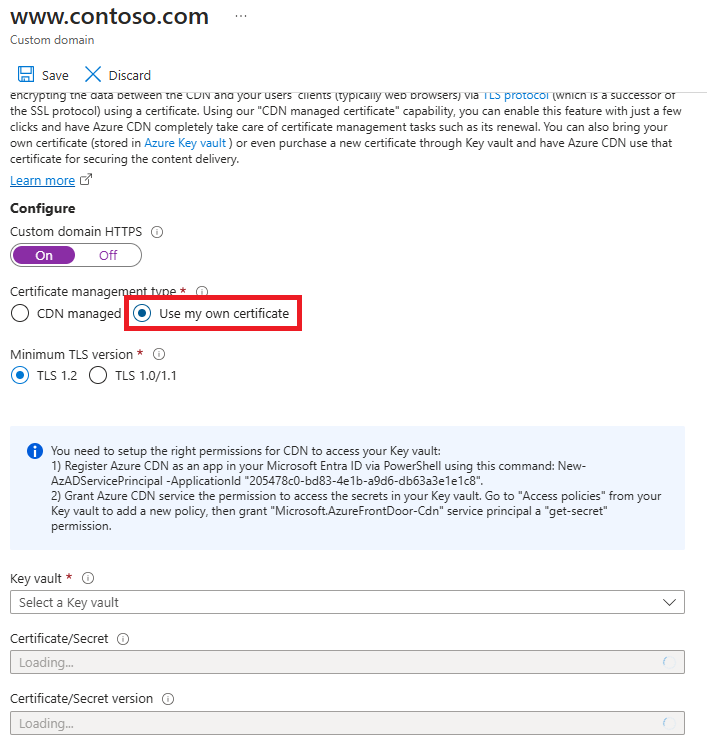 www.contoso.com ...
Custom domain
Save Discard
encrypting the data between the CDN and your users' clients (typically web browsers) via TLS protocol (which is a successor of
the SSL protocol) using a certificate. Using our "CDN managed certificate" capability, you can enable this feature with just a few
clicks and have Azure CDN completely take care of certificate management tasks such as its renewal. You can also bring your
own certificate (stored in Azure Key vault ) or even purchase a new certificate through Key vault and have Azure CDN use that
certificate for securing the content delivery.
Learn more
Configure
Custom domain HTTPS
On Off
Certificate management type *
CDN managed Use my own certificate
Minimum TLS version *
TLS 1.2 TLS 1.0/1.1
You need to setup the right permissions for CDN to access your Key vault:
1) Register Azure CDN as an app in your Microsoft Entra ID via PowerShell using this command: New-
AzADServicePrincipal -ApplicationId "205478c0-bd83-4e1b-a9d6-db63a3e1e1c8".
2) Grant Azure CDN service the permission to access the secrets in your Key vault. Go to "Access policies" from your
Key vault to add a new policy, then grant "Microsoft.AzureFrontDoor-Cdn" service principal a "get-secret"
permission.
Key vault *
Select a Key vault
Certificate/Secret
Loading...
Certificate/Secret version
Loading...